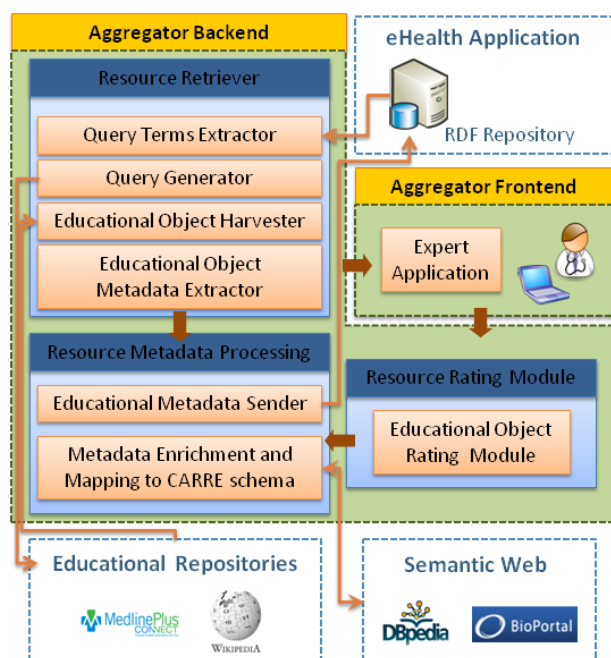 Aggregator Backend
eHealth Application
Resource Retriever
Query Terms Extractor
RDF Repository
Query Generator
Aggregator Frontend
Educational Object Harvester
Expert
Application
Educational Object
Metadata Extractor
Resource Metadata Processing
Resource Rating Module
Educational Metadata Sender
Educational Object
Rating Module
Metadata Enrichment and
Mapping to CARRE schema
Educational Repositories
Semantic Web
MedlinePlus
CONNECT
WIKIPEDIA
DBpedia
BioPortal